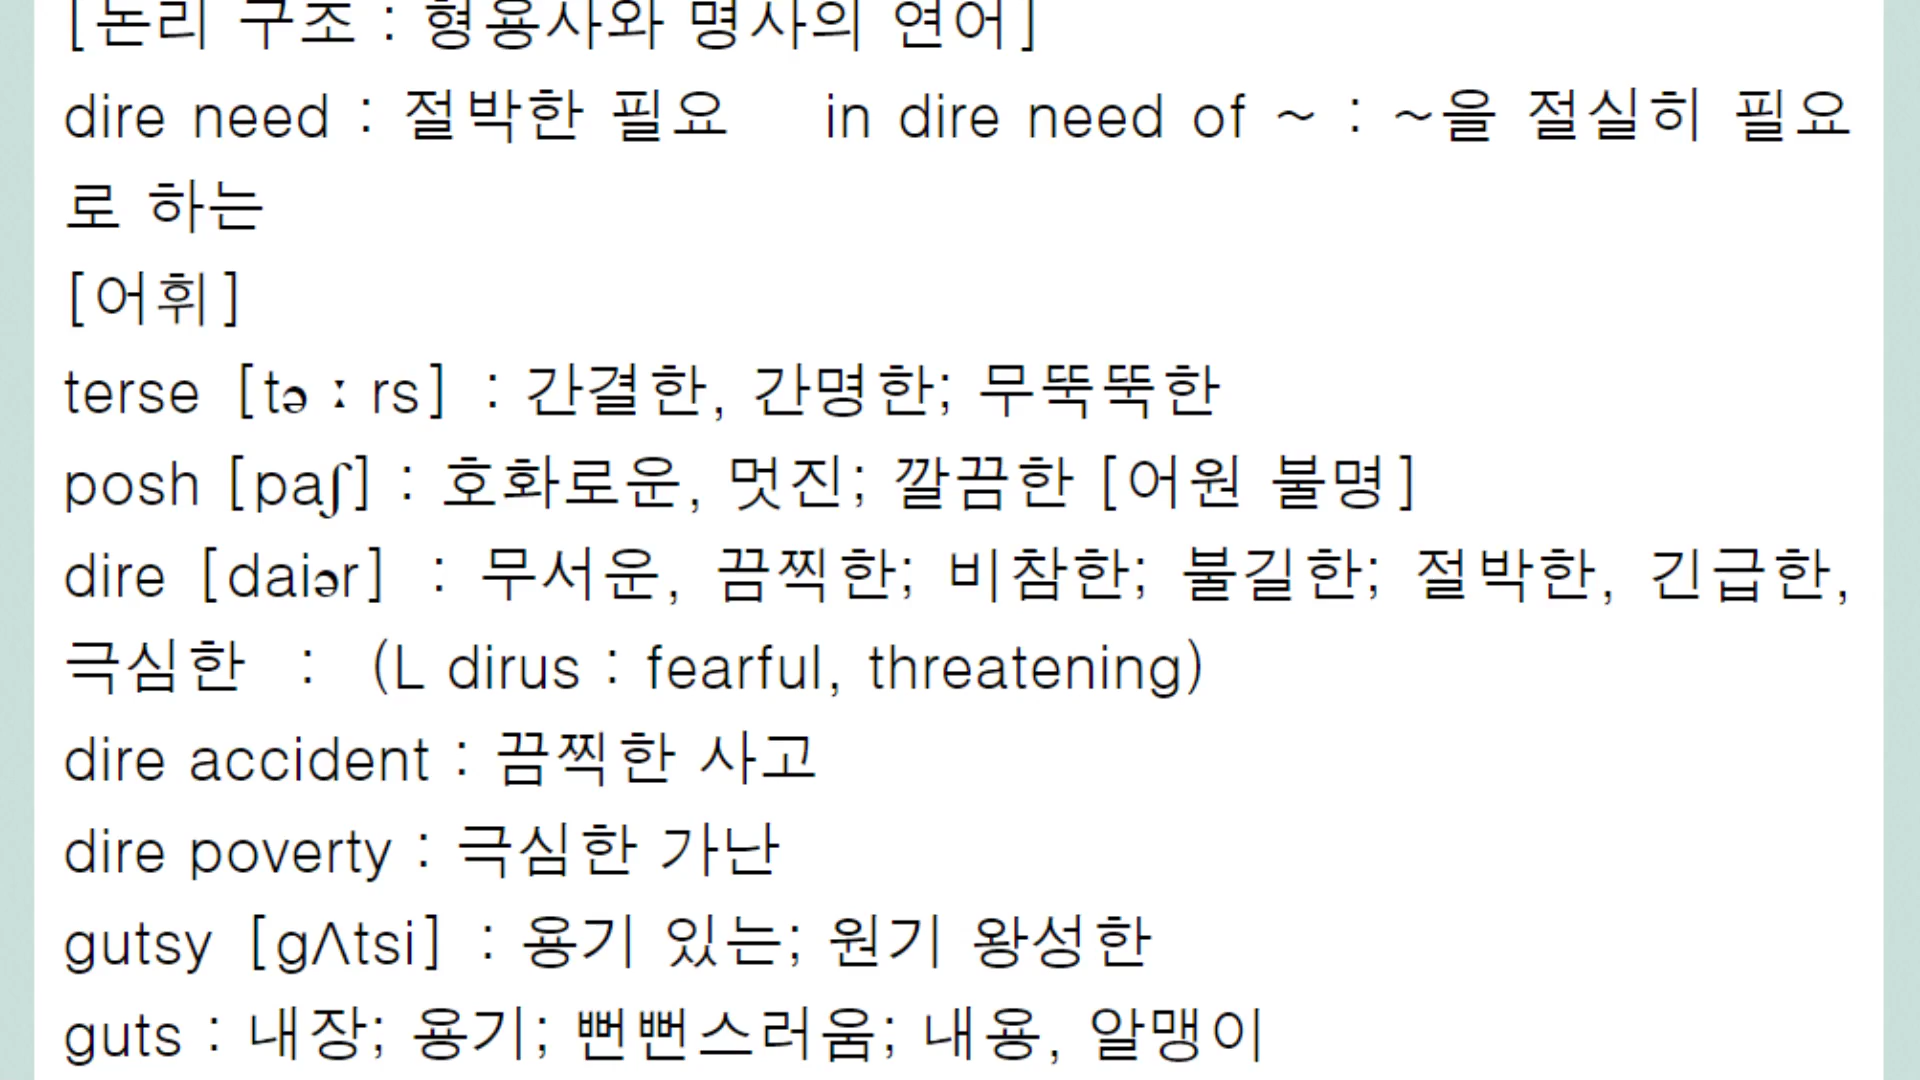 [논리 구조 : 형용사와 명사의 연어]
dire need : 절박한 필요 in dire need of ~ : ~을 절실히 필요
로 하는
[어휘]
terse [tə : rs] : 간결한, 간명한; 무뚝뚝한
posh [paʃ] : 호화로운, 멋진; 깔끔한 [어원 불명]
dire [daiər] : 무서운, 끔찍한; 비참한; 불길한; 절박한, 긴급한,
극심한 : (L dirus : fearful, threatening)
dire accident : 끔찍한 사고
dire poverty : 극심한 가난
gutsy [gΛtsi] : 용기 있는; 원기 왕성한
guts : 내장; 용기; 뻔뻔스러움; 내용, 알맹이